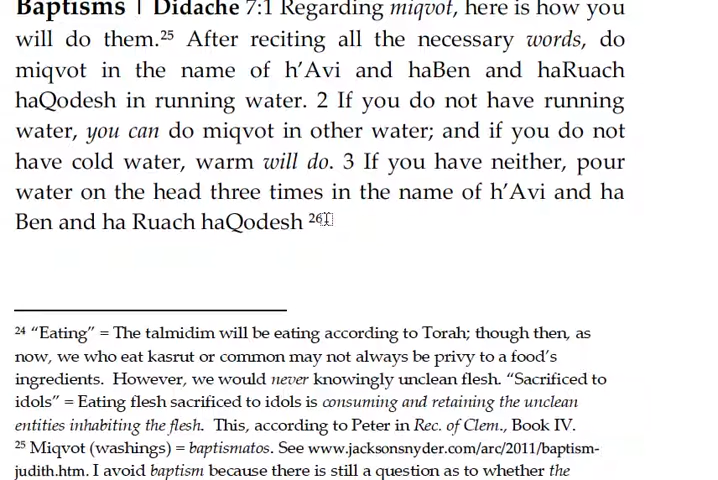 Baptisms | Didache 7:1 Regarding miqvot, here is how you
will do them.25 After reciting all the necessary words, do
miqvot in the name of h'Avi and haBen and haRuach
haQodesh in running water. 2 If you do not have running
water, you can do miqvot in other water; and if you do not
have cold water, warm will do. 3 If you have neither, pour
water on the head three times in the name of h'Avi and ha
Ben and ha Ruach haQodesh 26
24 “Eating” = The talmidim will be eating according to Torah; though then, as
now, we who eat kasrut or common may not always be privy to a food's
ingredients. However, we would never knowingly unclean flesh. “Sacrificed to
idols” = Eating flesh sacrificed to idols is consuming and retaining the unclean
entities inhabiting the flesh. This, according to Peter in Rec. of Clem., Book IV.
25 Miqvot (washings) = baptismatos. See www.jacksonsnyder.com/arc/2011/baptism-
judith.htm. I avoid baptism because there is still a question as to whether the